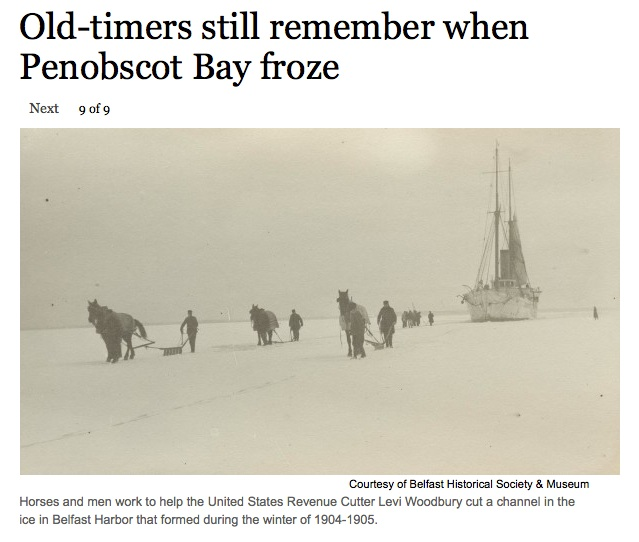 Old-timers still remember when
Penobscot Bay froze
Next 9 of 9
Courtesy of Belfast Historical Society & Museum
Horses and men work to help the United States Revenue Cutter Levi Woodbury cut a channel in the
ice in Belfast Harbor that formed during the winter of 1904-1905.